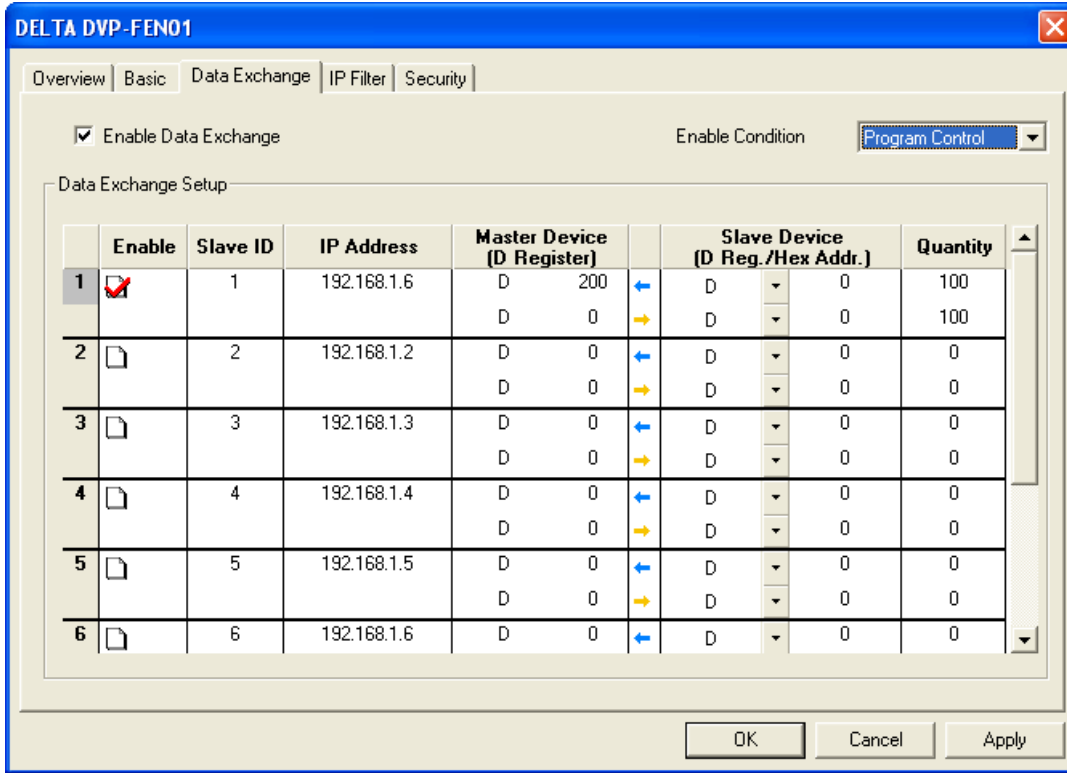 DELTA DVP-FEN01
Overview Basic Data Exchange IP Filter Security
Enable Data Exchange Enable Condition Program Control
Data Exchange Setup
Enable Slave ID IP Address Master Device (D Register) Slave Device (D Reg./Hex Addr.) Quantity
1 1 192.168.1.6 D 200 D 0 100
D 0 D 0 100
2 2 192.168.1.2 D 0 D 0 0
D 0 D 0 0
3 3 192.168.1.3 D 0 D 0 0
D 0 D 0 0
4 4 192.168.1.4 D 0 D 0 0
D 0 D 0 0
5 5 192.168.1.5 D 0 D 0 0
D 0 D 0 0
6 6 192.168.1.6 D 0 D 0 0
OK Cancel Apply